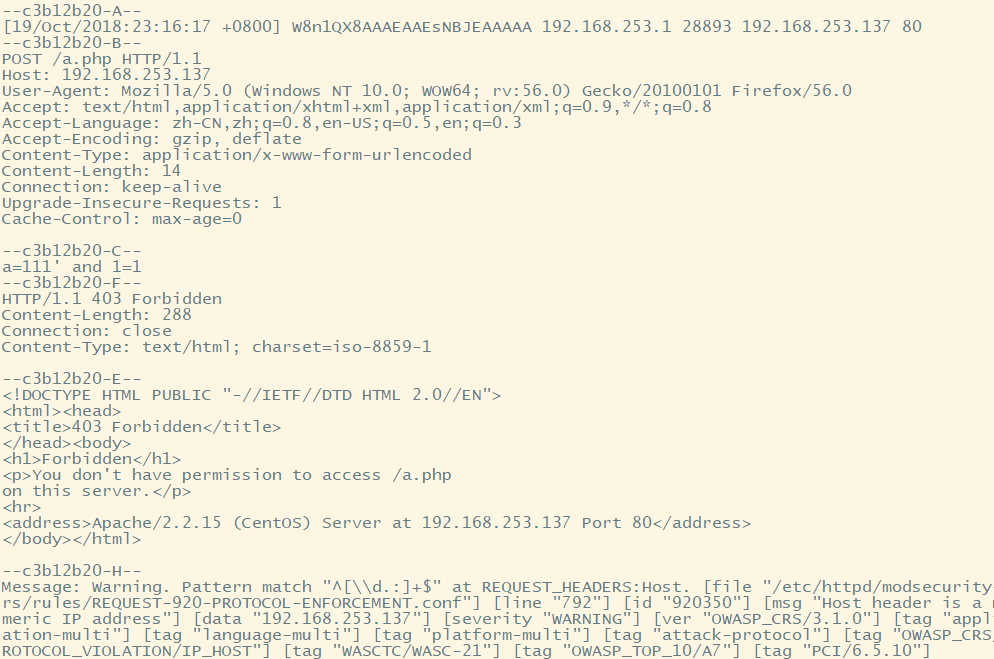 --c3b12b20-A--
[19/Oct/2018:23:16:17 +0800] W8n1QX8AAAEAAEsNBJEAAAAA 192.168.253.1 28893 192.168.253.137 80
--c3b12b20-B--
POST /a.php HTTP/1.1
Host: 192.168.253.137
User-Agent: Mozilla/5.0 (Windows NT 10.0; WOW64; rv:56.0) Gecko/20100101 Firefox/56.0
Accept: text/html,application/xhtml+xml,application/xml;q=0.9,*/*;q=0.8
Accept-Language: zh-CN,zh;q=0.8,en-US;q=0.5,en;q=0.3
Accept-Encoding: gzip, deflate
Content-Type: application/x-www-form-urlencoded
Content-Length: 14
Connection: keep-alive
Upgrade-Insecure-Requests: 1
Cache-Control: max-age=0
--c3b12b20-C--
a=111' and 1=1
--c3b12b20-F--
HTTP/1.1 403 Forbidden
Content-Length: 288
Connection: close
Content-Type: text/html; charset=iso-8859-1
--c3b12b20-E--
<!DOCTYPE HTML PUBLIC "-//IETF//DTD HTML 2.0//EN">
<html><head>
<title>403 Forbidden</title>
</head><body>
<h1>Forbidden</h1>
<p>You don't have permission to access /a.php
on this server.</p>
<hr>
<address>Apache/2.2.15 (CentOS) Server at 192.168.253.137 Port 80</address>
</body></html>
--c3b12b20-H--
Message: Warning. Pattern match "^[\\d.:]+$" at REQUEST_HEADERS:Host. [file "/etc/httpd/modsecurity
rs/rules/REQUEST-920-PROTOCOL-ENFORCEMENT.conf"] [line "792"] [id "920350"] [msg "Host header is a n
meric IP address"] [data "192.168.253.137"] [severity "WARNING"] [ver "OWASP_CRS/3.1.0"] [tag "appl
ation-multi"] [tag "language-multi"] [tag "platform-multi"] [tag "attack-protocol"] [tag "OWASP_CRS/
ROTOCOL_VIOLATION/IP_HOST"] [tag "WASCTC/WASC-21"] [tag "OWASP_TOP_10/A7"] [tag "PCI/6.5.10"]